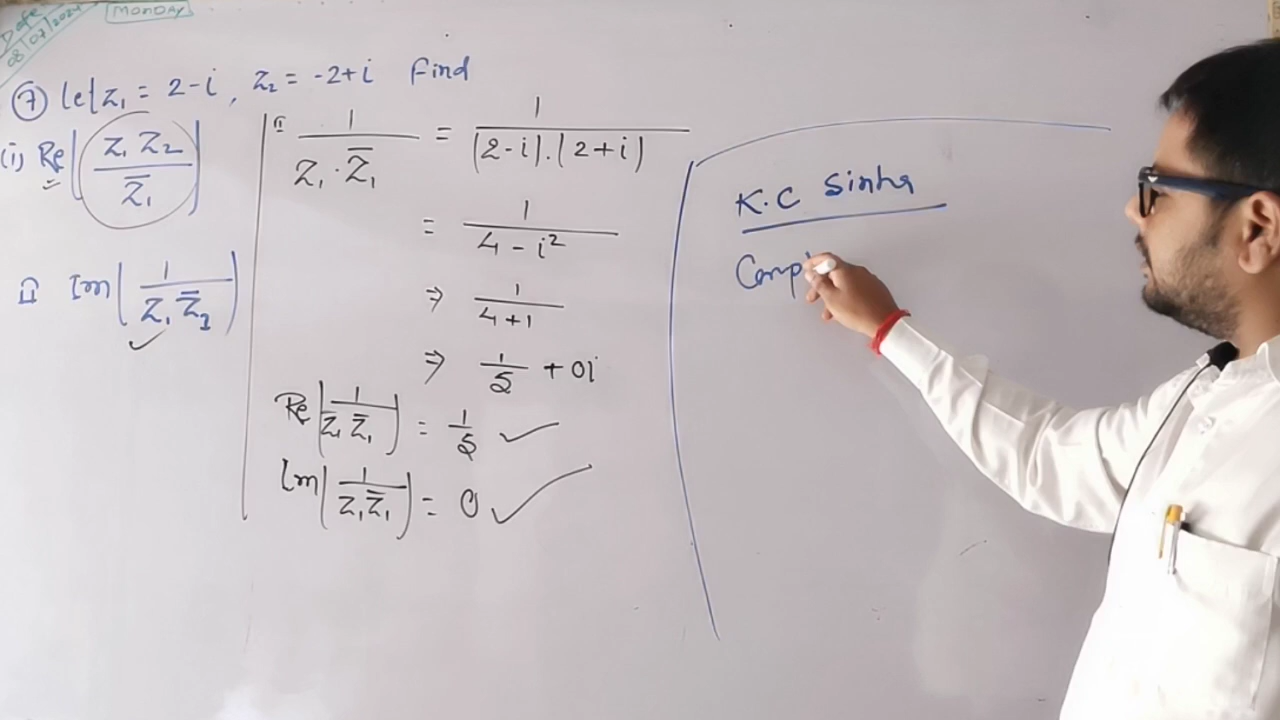 Date
08/07/2024
MONDAY
⑦ let z₁ = 2-i , z₂ = -2+i Find
(i) Re(z₁ z₂ / z̄₁)
II Im(1 / z₁ z̄₁)
II 1 / z₁ · z̄₁ = 1 / (2-i).(2+i)
= 1 / 4 - i²
⇒ 1 / 4+1
⇒ 1/5 + 0i
Re(1 / z₁ z̄₁) = 1/5 ✓
Im(1 / z₁ z̄₁) = 0 ✓
K.C Sinha
Comp